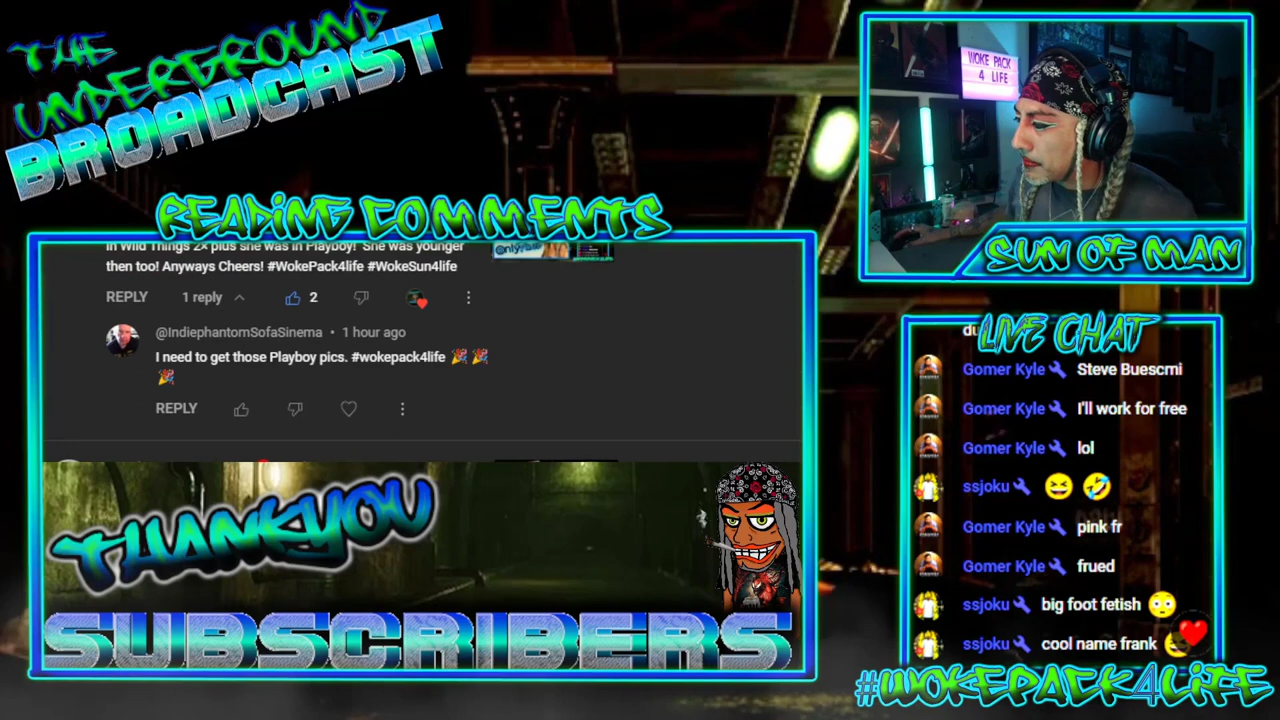 THE
UNDERGROUND
BROADCAST
WOKE PACK
4 LIFE
SUN OF MAN
READING COMMENTS
in Wild Things 2x plus she was in Playboy! She was younger
then too! Anyways Cheers! #WokePack4life #WokeSun4life
REPLY 1 reply 2
@IndiephantomSofaSinema • 1 hour ago
I need to get those Playboy pics. #wokepack4life 🎉 🎉
🎉
REPLY
THANKYOU
SUBSCRIBERS
LIVE CHAT
Gomer Kyle Steve Buescmi
Gomer Kyle I'll work for free
Gomer Kyle lol
ssjoku 😆 🤣
Gomer Kyle pink fr
Gomer Kyle frued
ssjoku big foot fetish 😳
ssjoku cool name frank
#WOKEPACK4LIFE